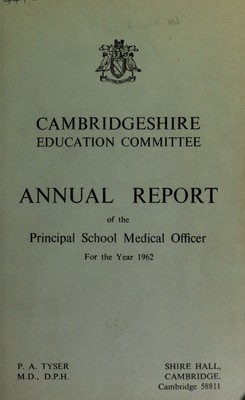 CAMBRIDGESHIRE
EDUCATION COMMITTEE
ANNUAL REPORT
of the
Principal School Medical Officer
For the Year 1962
P. A. TYSER
M.D., D.P.H.
SHIRE HALL,
CAMBRIDGE.
Cambridge 58811